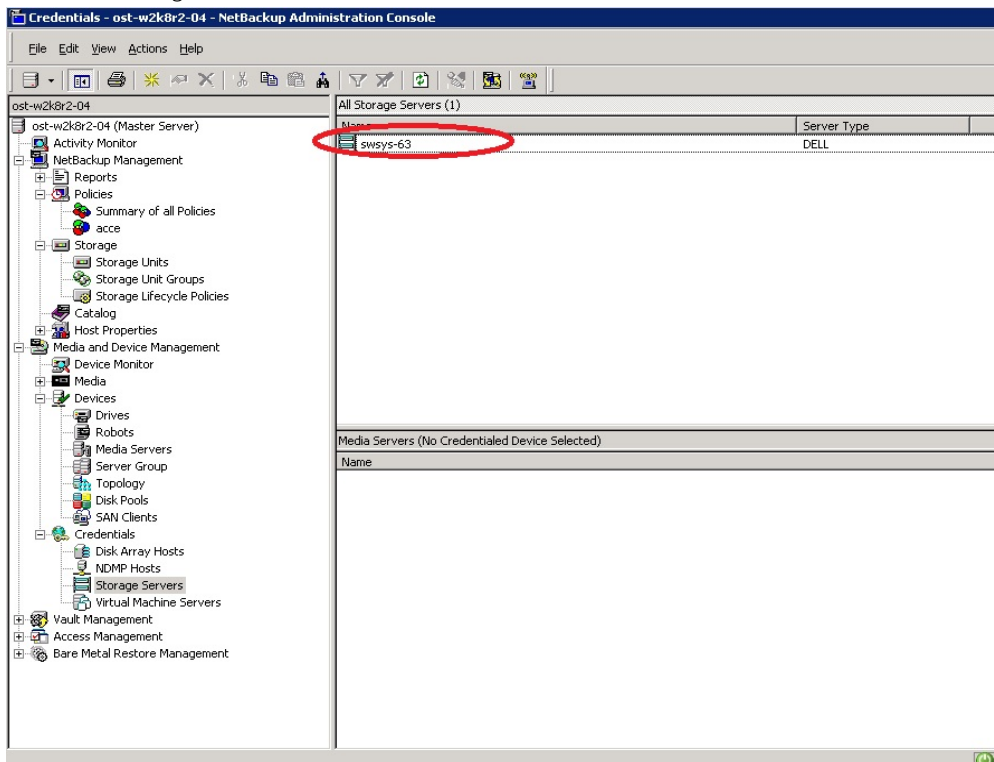 Credentials - ost-w2k8r2-04 - NetBackup Administration Console
File Edit View Actions Help
ost-w2k8r2-04
All Storage Servers (1)
ost-w2k8r2-04 (Master Server)
Name Server Type
Activity Monitor
swsys-63 DELL
NetBackup Management
Reports
Policies
Summary of all Policies
acce
Storage
Storage Units
Storage Unit Groups
Storage Lifecycle Policies
Catalog
Host Properties
Media and Device Management
Device Monitor
Media
Devices
Drives
Robots
Media Servers
Server Group
Topology
Disk Pools
SAN Clients
Credentials
Disk Array Hosts
NDMP Hosts
Storage Servers
Virtual Machine Servers
Vault Management
Access Management
Bare Metal Restore Management
Media Servers (No Credentialed Device Selected)
Name